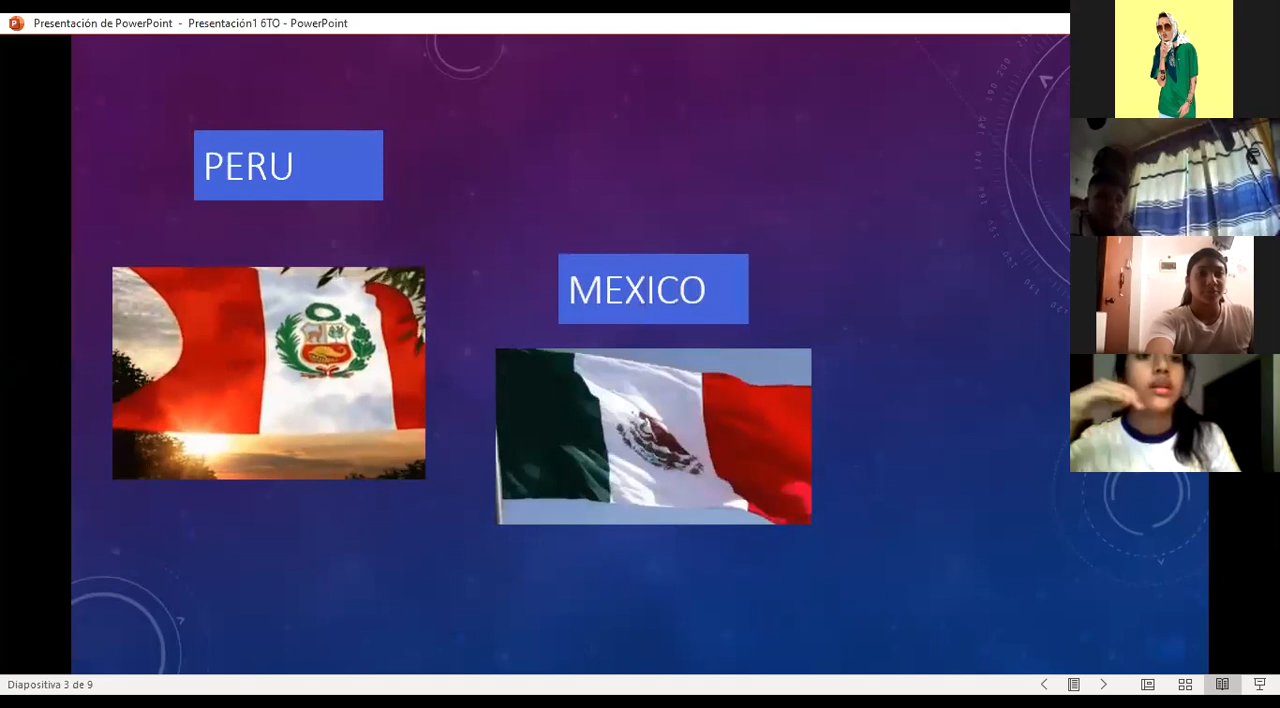 Presentación de PowerPoint - Presentación1 6TO - PowerPoint
PERU
MEXICO
Diapositiva 3 de 9